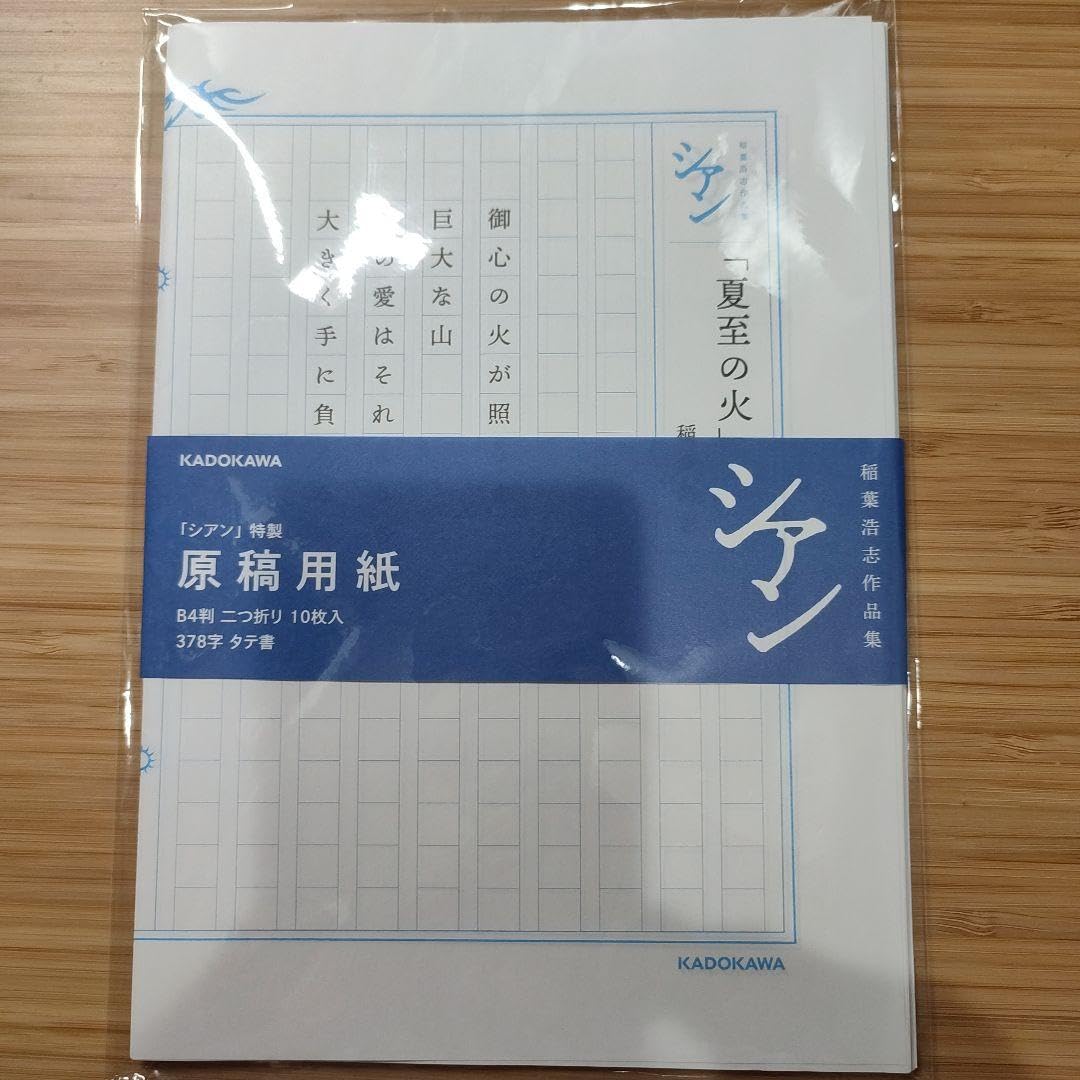 シアン
稲葉浩志作品集
「夏至の火」
稲
御心の火が照
巨大な山
の愛はそれ
大きく手に負
KADOKAWA
「シアン」特製
原稿用紙
B4判 二つ折り 10枚入
378字 タテ書
シアン
稲葉浩志作品集
KADOKAWA